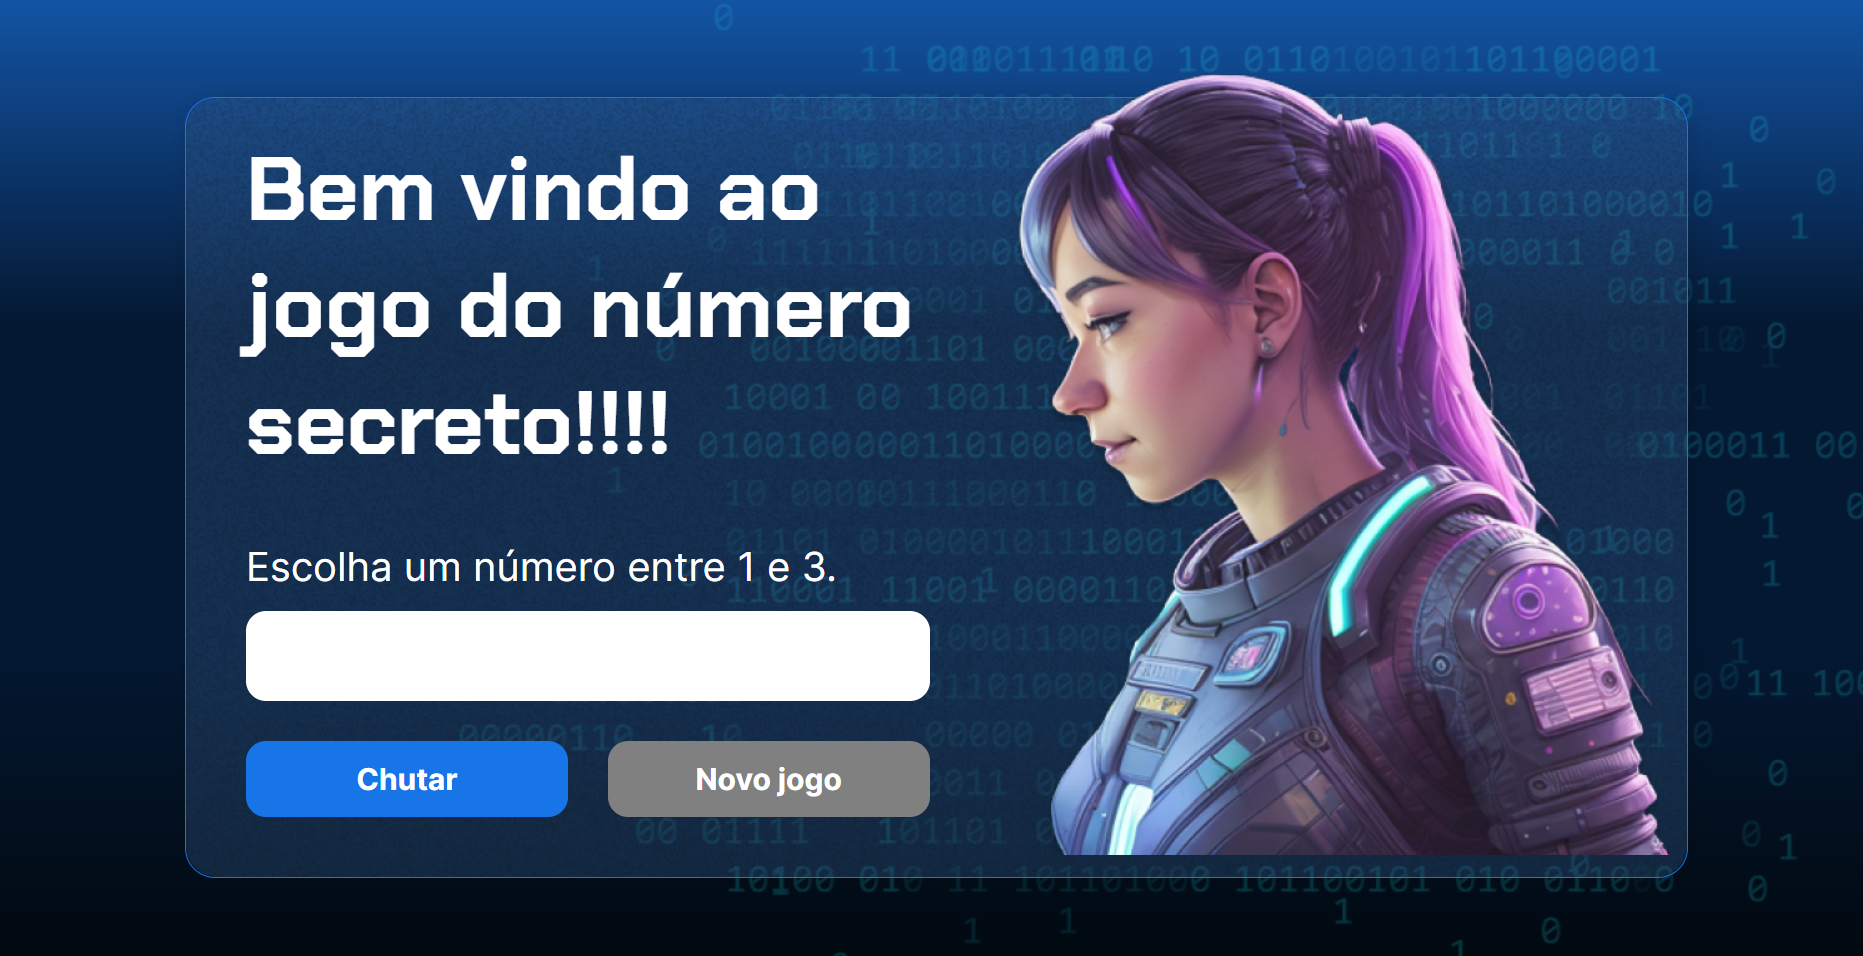 Bem vindo ao
jogo do número
secreto!!!!
Escolha um número entre 1 e 3.
Chutar
Novo jogo